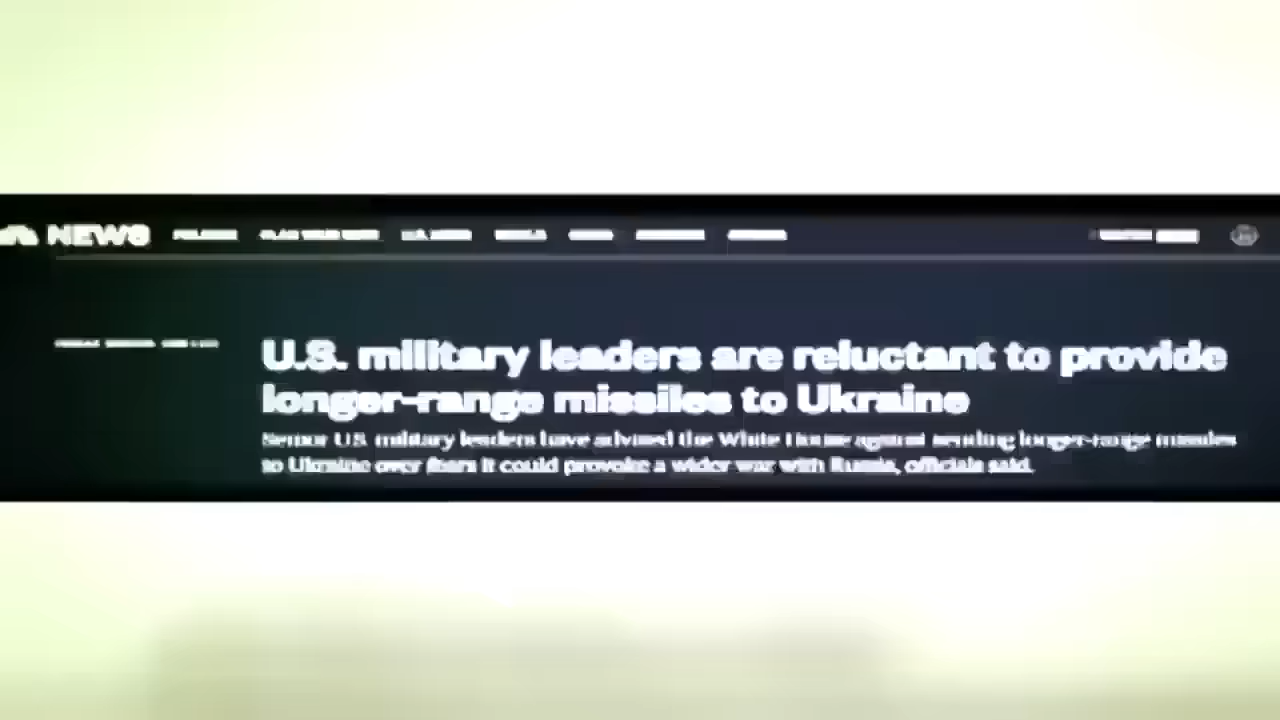 NEWS
U.S. military leaders are reluctant to provide
longer-range missiles to Ukraine
Senior U.S. military leaders have advised the White House against sending longer-range missiles
to Ukraine over fears it could provoke a wider war with Russia, officials said.